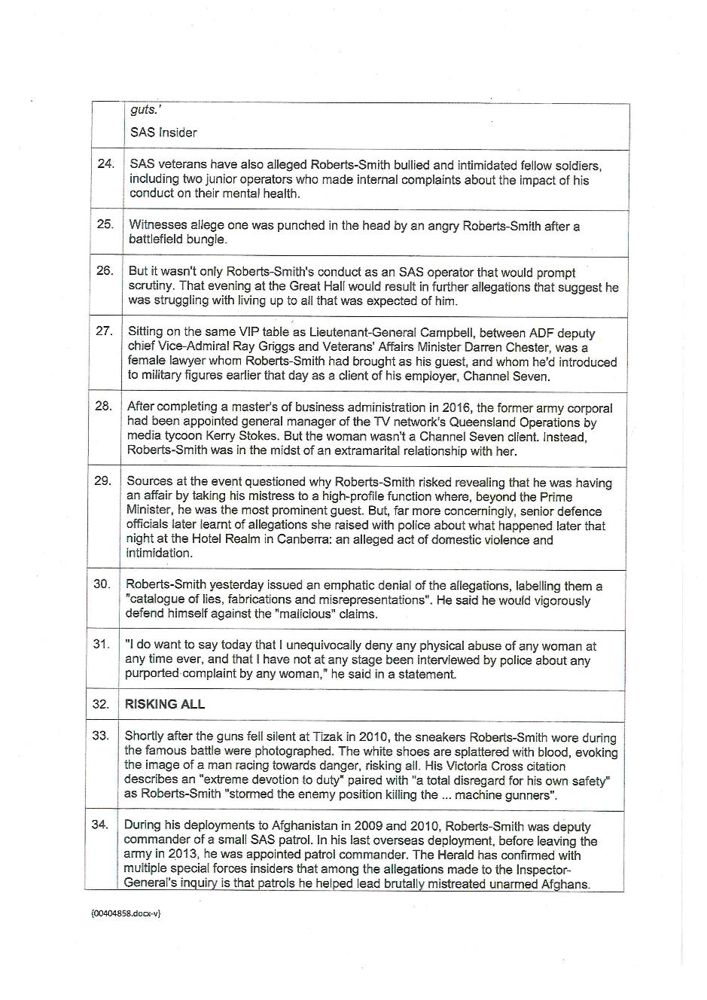 guts.'
SAS Insider
24. SAS veterans have also alleged Roberts-Smith bullied and intimidated fellow soldiers,
including two junior operators who made internal complaints about the impact of his
conduct on their mental health.
25. Witnesses allege one was punched in the head by an angry Roberts-Smith after a
battlefield bungle.
26. But it wasn't only Roberts-Smith's conduct as an SAS operator that would prompt
scrutiny. That evening at the Great Hall would result in further allegations that suggest he
was struggling with living up to all that was expected of him.
27. Sitting on the same VIP table as Lieutenant-General Campbell, between ADF deputy
chief Vice-Admiral Ray Griggs and Veterans' Affairs Minister Darren Chester, was a
female lawyer whom Roberts-Smith had brought as his guest, and whom he'd introduced
to military figures earlier that day as a client of his employer, Channel Seven.
28. After completing a master's of business administration in 2016, the former army corporal
had been appointed general manager of the TV network's Queensland Operations by
media tycoon Kerry Stokes. But the woman wasn't a Channel Seven client. Instead,
Roberts-Smith was in the midst of an extramarital relationship with her.
29. Sources at the event questioned why Roberts-Smith risked revealing that he was having
an affair by taking his mistress to a high-profile function where, beyond the Prime
Minister, he was the most prominent guest. But, far more concerningly, senior defence
officials later learnt of allegations she raised with police about what happened later that
night at the Hotel Realm in Canberra: an alleged act of domestic violence and
intimidation.
30. Roberts-Smith yesterday issued an emphatic denial of the allegations, labelling them a
"catalogue of lies, fabrications and misrepresentations". He said he would vigorously
defend himself against the "malicious" claims.
31. "I do want to say today that I unequivocally deny any physical abuse of any woman at
any time ever, and that I have not at any stage been interviewed by police about any
purported complaint by any woman," he said in a statement.
32. RISKING ALL
33. Shortly after the guns fell silent at Tizak in 2010, the sneakers Roberts-Smith wore during
the famous battle were photographed. The white shoes are splattered with blood, evoking
the image of a man racing towards danger, risking all. His Victoria Cross citation
describes an "extreme devotion to duty" paired with "a total disregard for his own safety"
as Roberts-Smith "stormed the enemy position killing the ... machine gunners".
34. During his deployments to Afghanistan in 2009 and 2010, Roberts-Smith was deputy
commander of a small SAS patrol. In his last overseas deployment, before leaving the
army in 2013, he was appointed patrol commander. The Herald has confirmed with
multiple special forces insiders that among the allegations made to the Inspector-
General's inquiry is that patrols he helped lead brutally mistreated unarmed Afghans.
{00404858.docx-v}